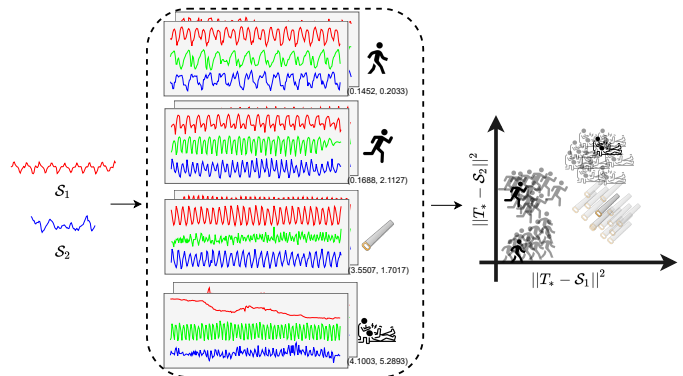 (0.1452, 0.2033)
(0.1688, 2.1127)
(3.5507, 1.7017)
(4.1003, 5.2893)
𝒮₁
𝒮₂
||T∗ − 𝒮₂||²
||T∗ − 𝒮₁||²